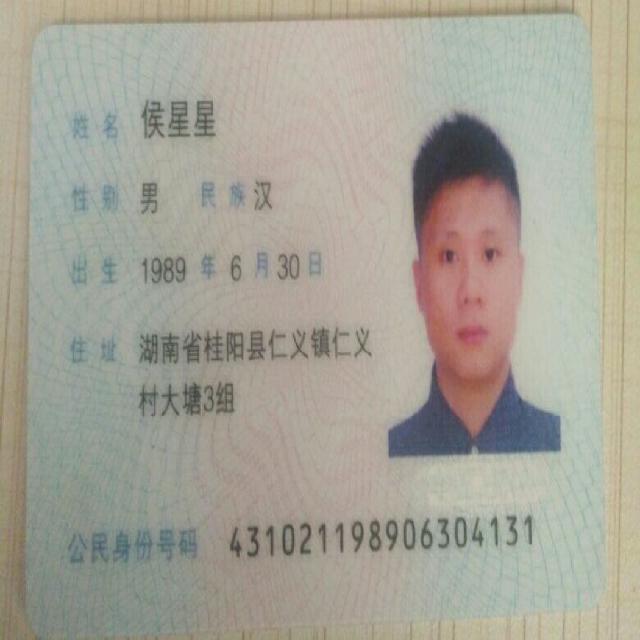 姓名 侯星星
性别 男 民族 汉
出生 1989 年 6 月 30 日
住址 湖南省桂阳县仁义镇仁义
村大塘3组
公民身份号码 431021198906304131